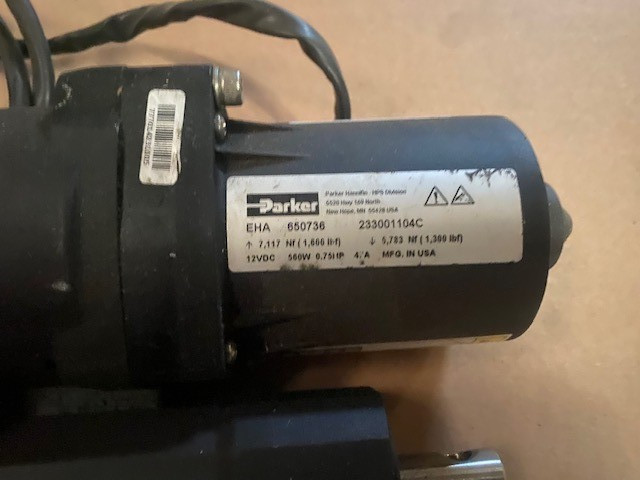 Parker
Parker Hannifin - HPS Division
5520 Hwy 169 North
New Hope, MN 55428 USA
EHA 650736 233001104C
↑ 7,117 Nf ( 1,600 lbf) ↓ 5,783 Nf ( 1,300 lbf)
12VDC 560W 0.75HP MFG. IN USA